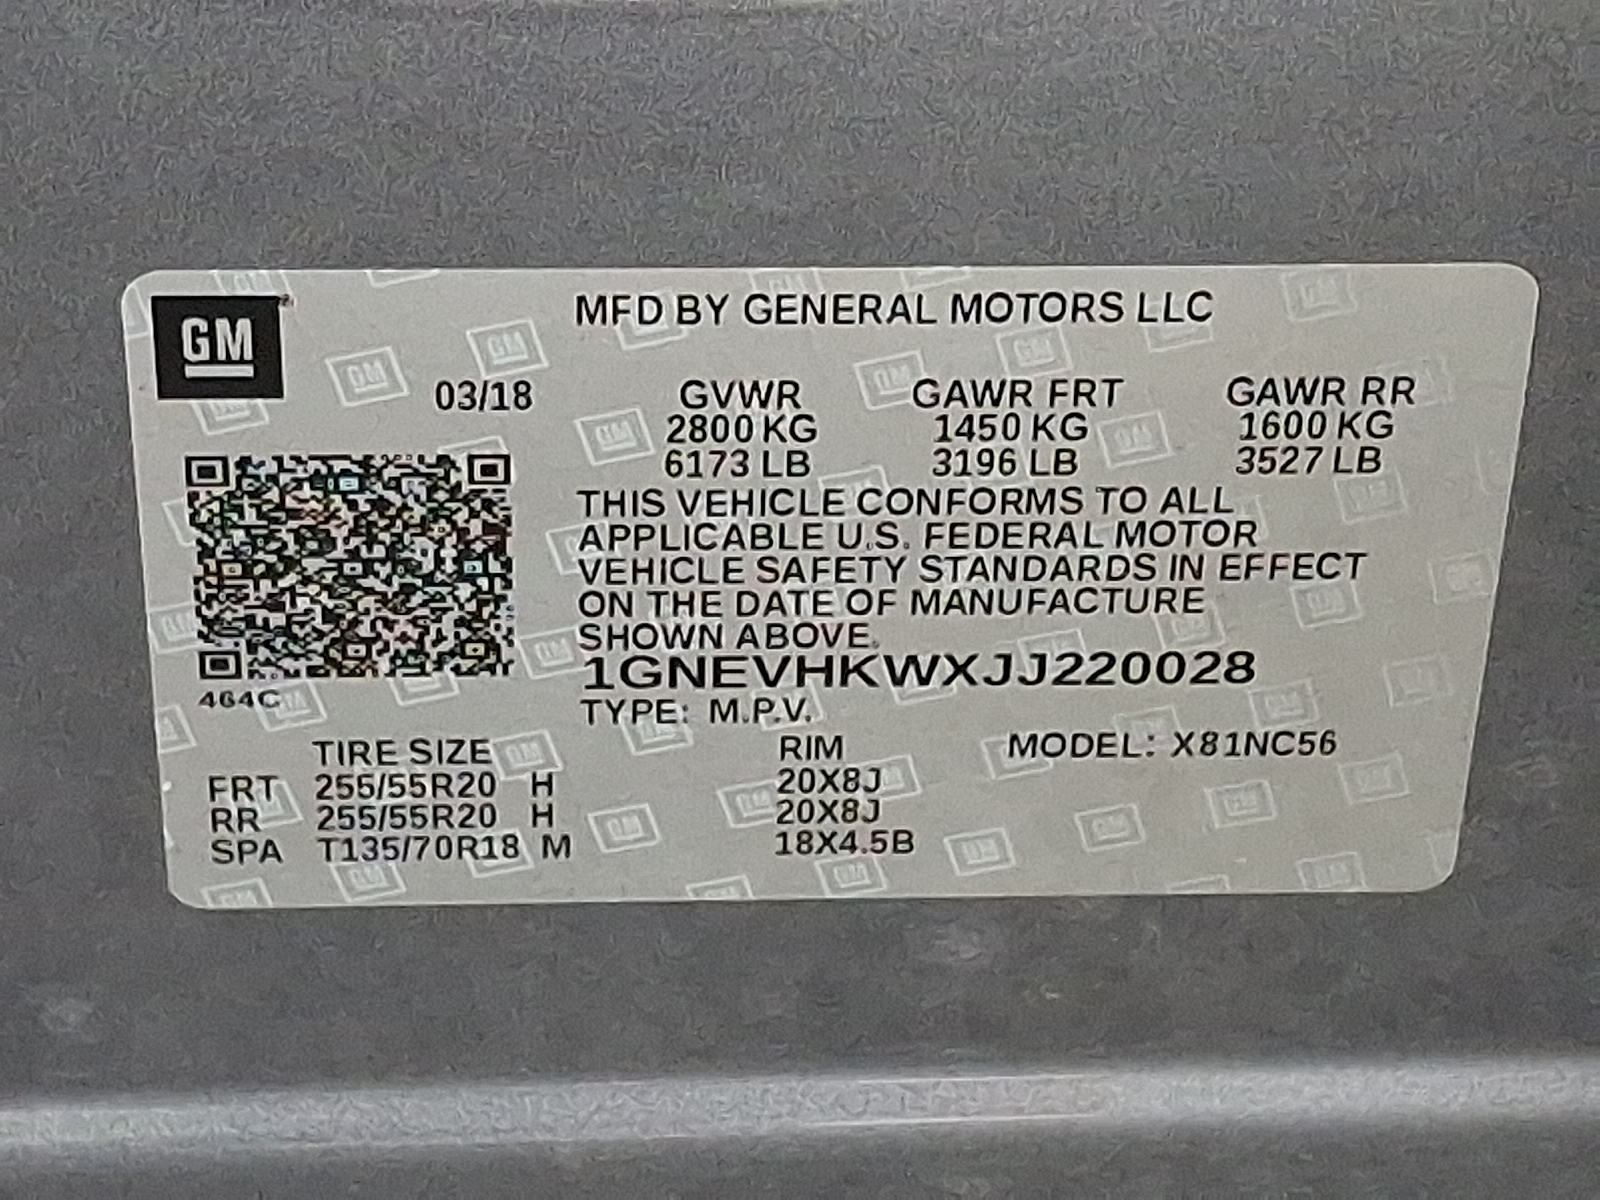 GM
MFD BY GENERAL MOTORS LLC
03/18 GVWR GAWR FRT GAWR RR
2800 KG 1450 KG 1600 KG
6173 LB 3196 LB 3527 LB
THIS VEHICLE CONFORMS TO ALL
APPLICABLE U.S. FEDERAL MOTOR
VEHICLE SAFETY STANDARDS IN EFFECT
ON THE DATE OF MANUFACTURE
SHOWN ABOVE.
1GNEVHKWXJJ220028
464C
TYPE: M.P.V.
TIRE SIZE RIM MODEL: X81NC56
FRT 255/55R20 H 20X8J
RR 255/55R20 H 20X8J
SPA T135/70R18 M 18X4.5B